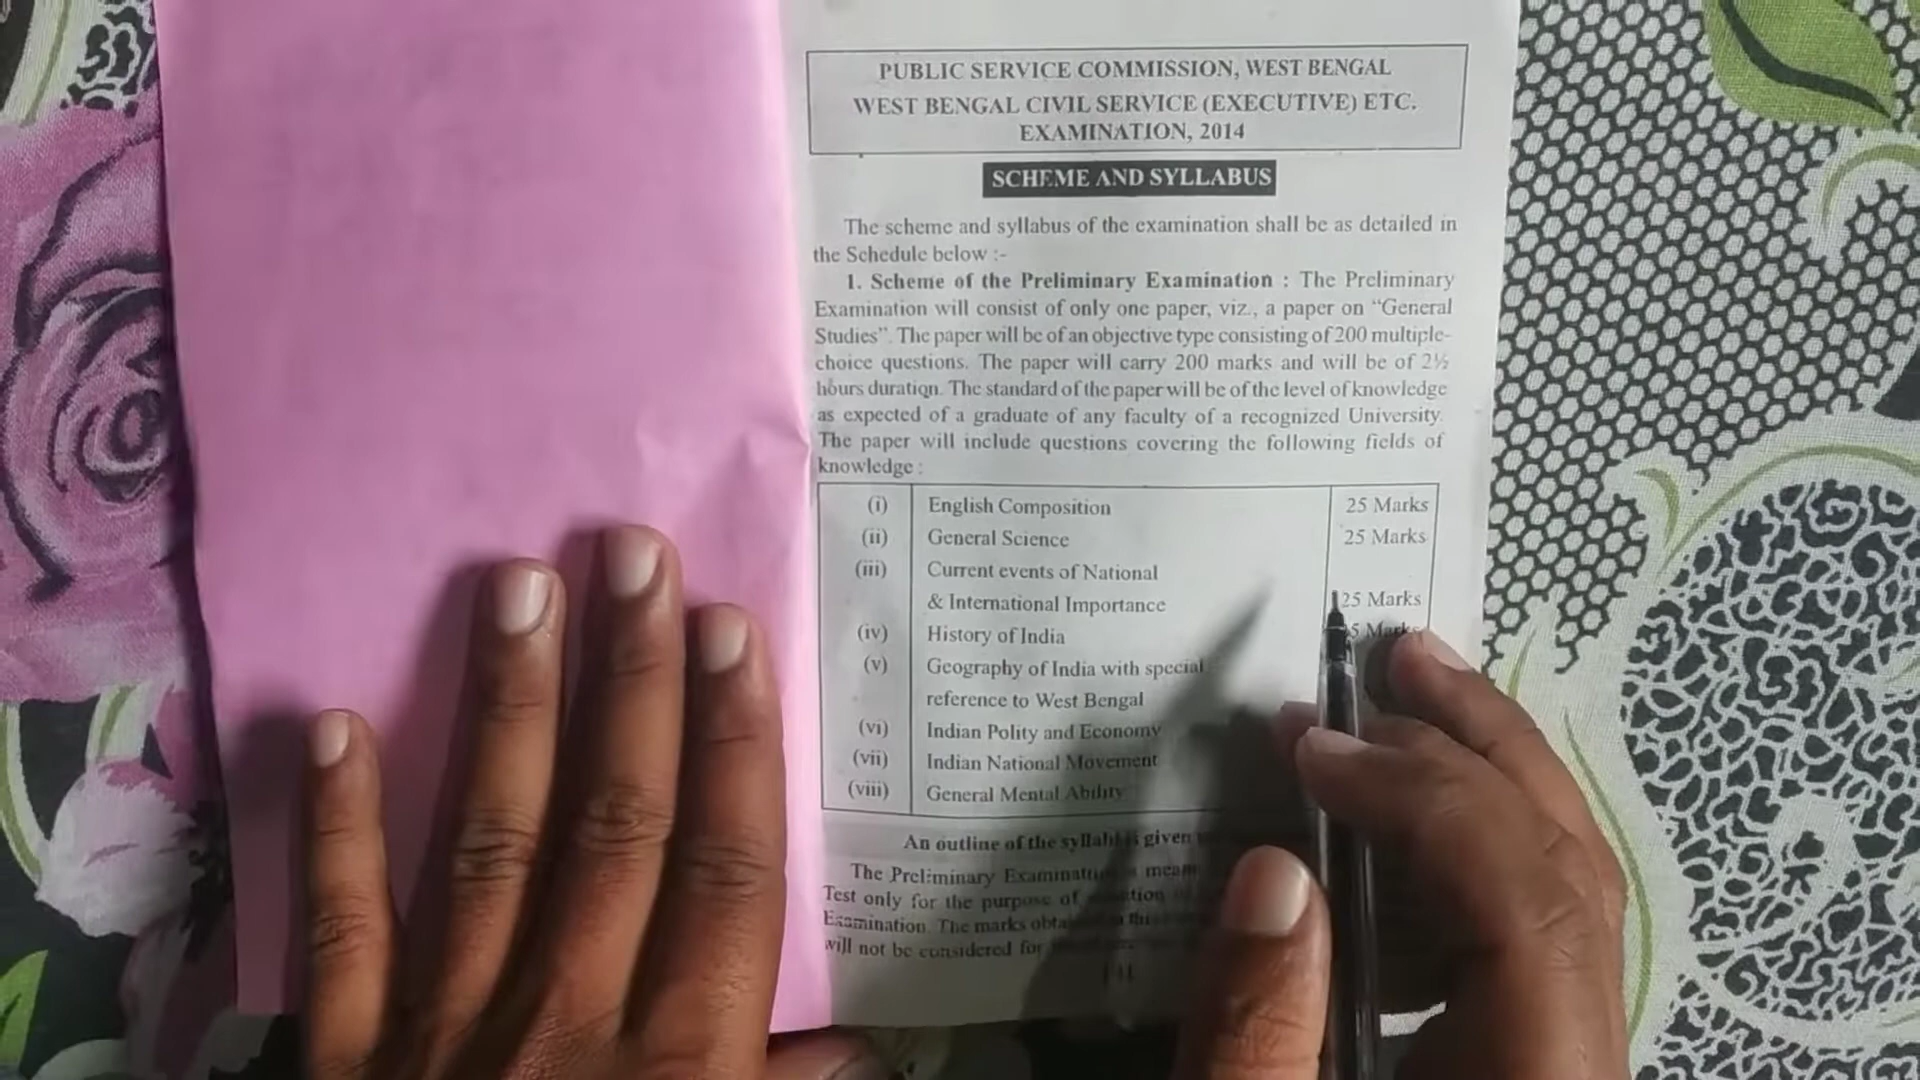 PUBLIC SERVICE COMMISSION, WEST BENGAL
WEST BENGAL CIVIL SERVICE (EXECUTIVE) ETC.
EXAMINATION, 2014
SCHEME AND SYLLABUS
The scheme and syllabus of the examination shall be as detailed in
the Schedule below :-
1. Scheme of the Preliminary Examination : The Preliminary
Examination will consist of only one paper, viz., a paper on “General
Studies”. The paper will be of an objective type consisting of 200 multiple-
choice questions. The paper will carry 200 marks and will be of 2½
hours duration. The standard of the paper will be of the level of knowledge
as expected of a graduate of any faculty of a recognized University.
The paper will include questions covering the following fields of
knowledge :
(i) English Composition 25 Marks
(ii) General Science 25 Marks
(iii) Current events of National
& International Importance 25 Marks
(iv) History of India 5 Marks
(v) Geography of India with special
reference to West Bengal
(vi) Indian Polity and Economy
(vii) Indian National Movement
(viii) General Mental Ability
An outline of the given
The Preliminary
Test only for the purpose of
Examination. The marks
will not be considered for